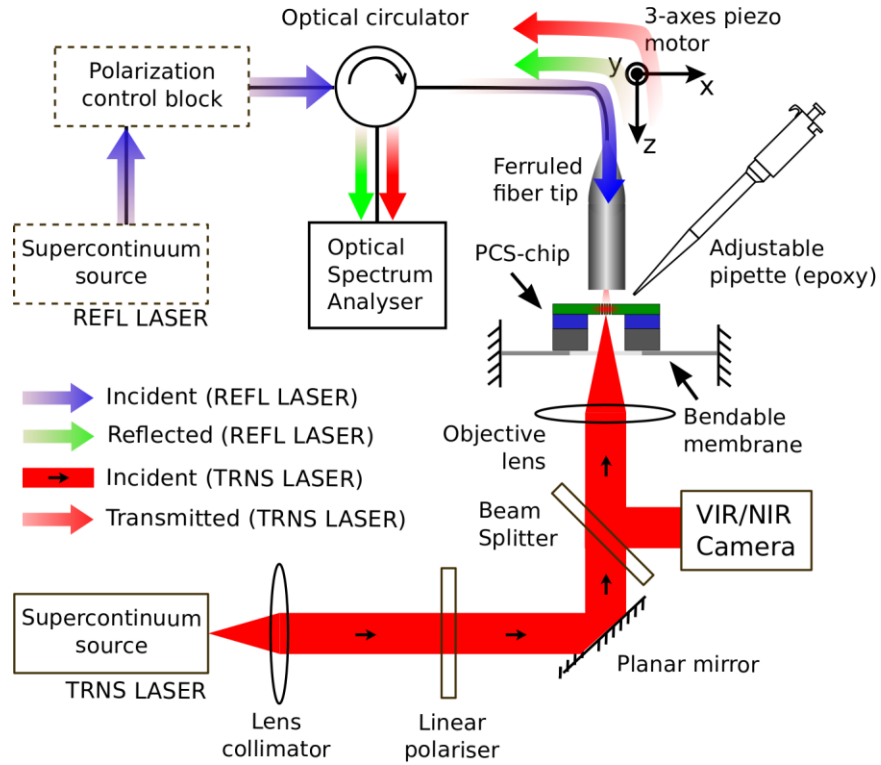 Optical circulator
3-axes piezo
motor
Polarization
control block
y
x
z
Ferruled
fiber tip
Supercontinuum
source
REFL LASER
Optical
Spectrum
Analyser
PCS-chip
Adjustable
pipette (epoxy)
Incident (REFL LASER)
Reflected (REFL LASER)
Incident (TRNS LASER)
Transmitted (TRNS LASER)
Objective
lens
Bendable
membrane
Beam
Splitter
VIR/NIR
Camera
Supercontinuum
source
TRNS LASER
Planar mirror
Lens
collimator
Linear
polariser